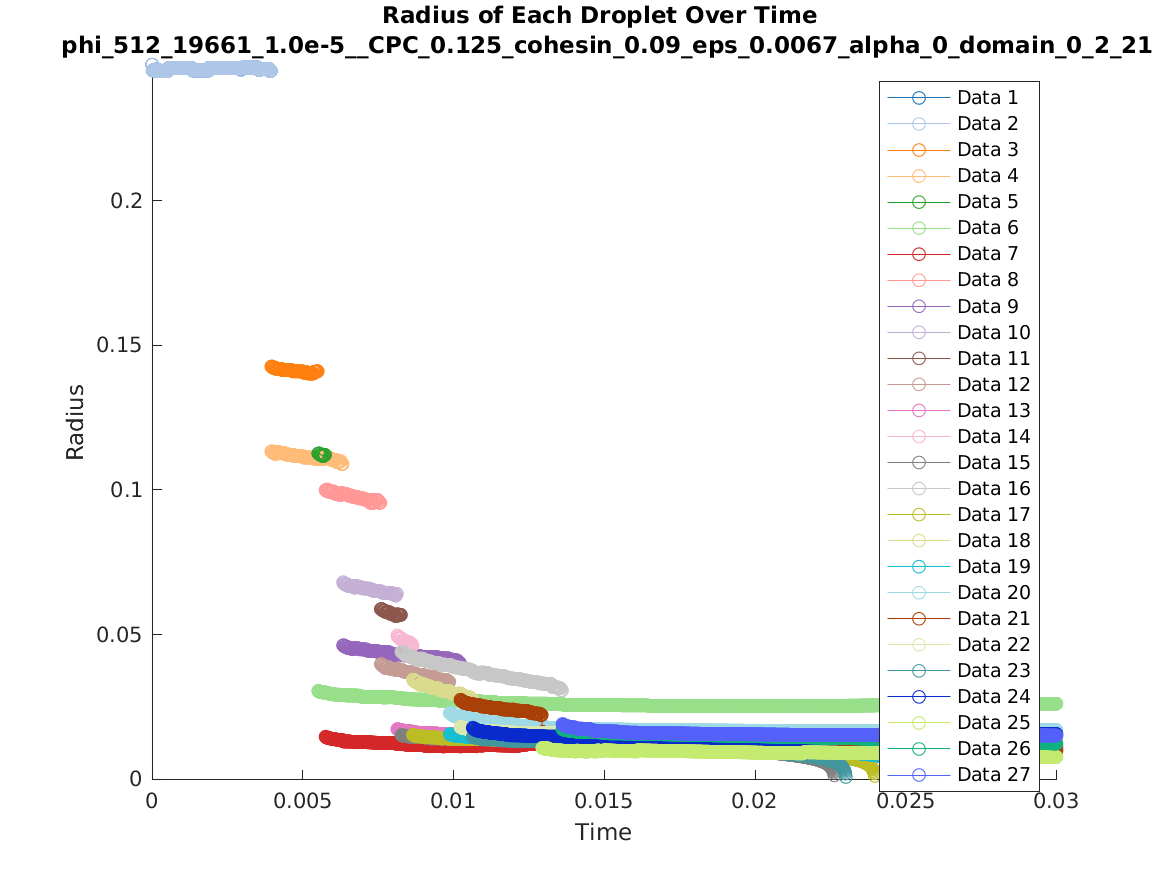 Radius of Each Droplet Over Time
phi_512_19661_1.0e-5__CPC_0.125_cohesin_0.09_eps_0.0067_alpha_0_domain_0_2_21
Radius
0.2
0.15
0.1
0.05
0
0
0.005
0.01
0.015
0.02
0.025
0.03
Time
Data 1
Data 2
Data 3
Data 4
Data 5
Data 6
Data 7
Data 8
Data 9
Data 10
Data 11
Data 12
Data 13
Data 14
Data 15
Data 16
Data 17
Data 18
Data 19
Data 20
Data 21
Data 22
Data 23
Data 24
Data 25
Data 26
Data 27